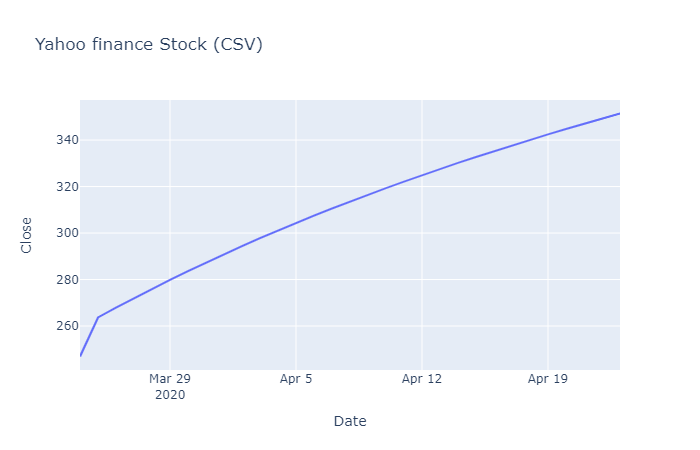 Yahoo finance Stock (CSV)
340
320
300
280
260
Close
Mar 29
2020
Apr 5
Apr 12
Apr 19
Date